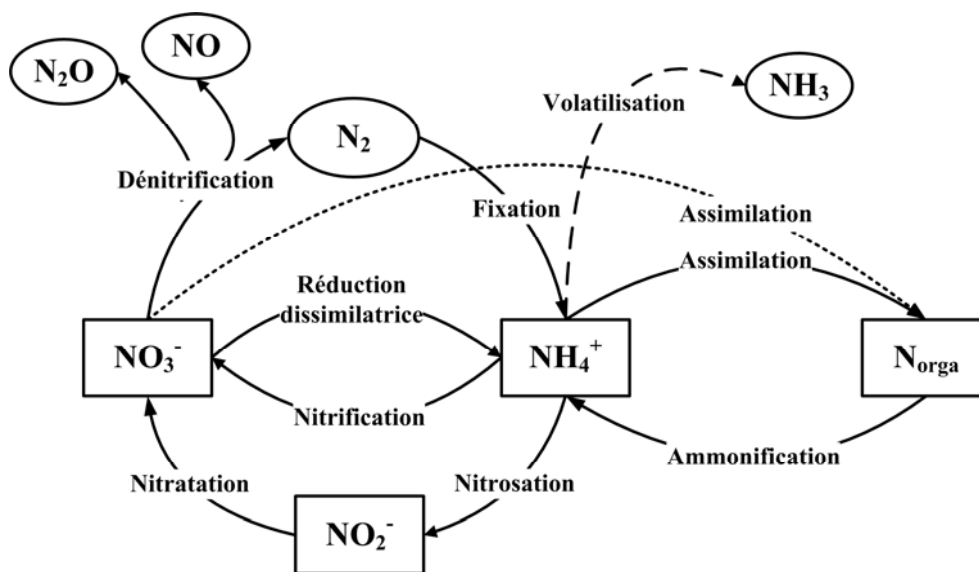 NO
N₂O
NH₃
Volatilisation
N₂
Dénitrification
Fixation
Assimilation
Assimilation
Réduction
dissimilatrice
NO₃⁻
NH₄⁺
Norga
Nitrification
Ammonification
Nitratation
Nitrosation
NO₂⁻